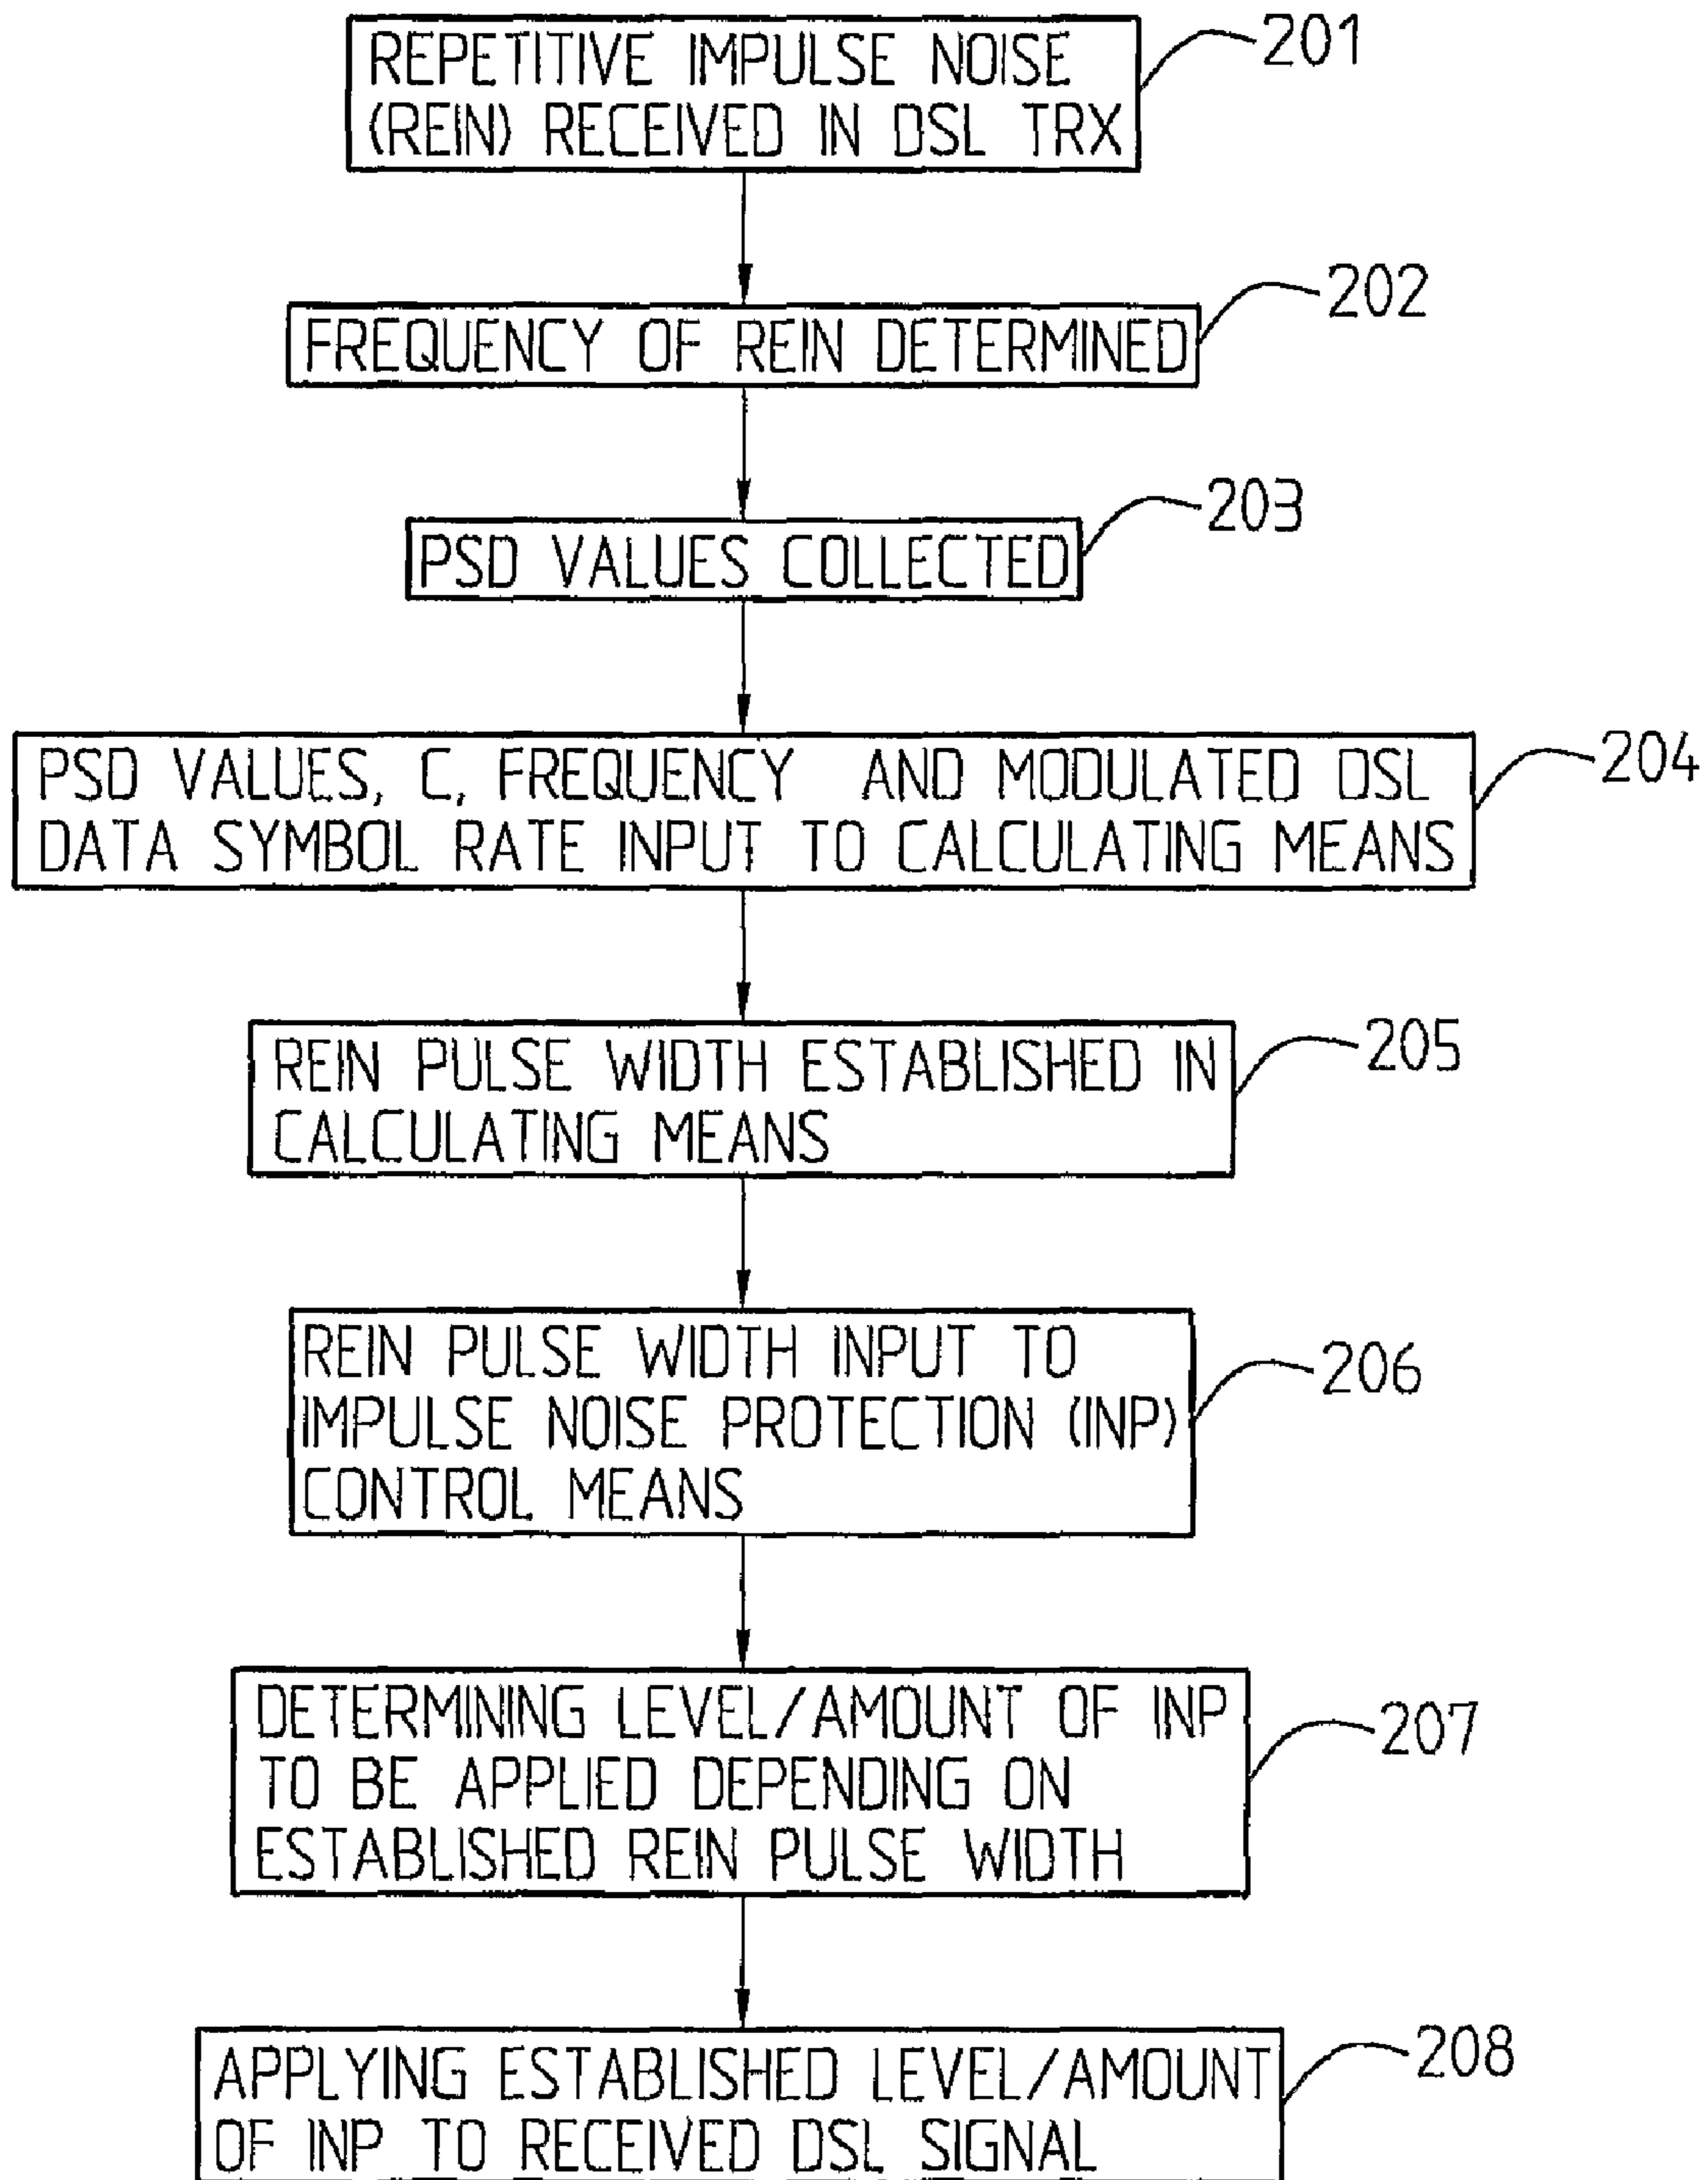 REPETITIVE IMPULSE NOISE
(REIN) RECEIVED IN DSL TRX
201
FREQUENCY OF REIN DETERMINED
202
PSD VALUES COLLECTED
203
PSD VALUES, C, FREQUENCY AND MODULATED DSL
DATA SYMBOL RATE INPUT TO CALCULATING MEANS
204
REIN PULSE WIDTH ESTABLISHED IN
CALCULATING MEANS
205
REIN PULSE WIDTH INPUT TO
IMPULSE NOISE PROTECTION (INP)
CONTROL MEANS
206
DETERMINING LEVEL/AMOUNT OF INP
TO BE APPLIED DEPENDING ON
ESTABLISHED REIN PULSE WIDTH
207
APPLYING ESTABLISHED LEVEL/AMOUNT
OF INP TO RECEIVED DSL SIGNAL
208